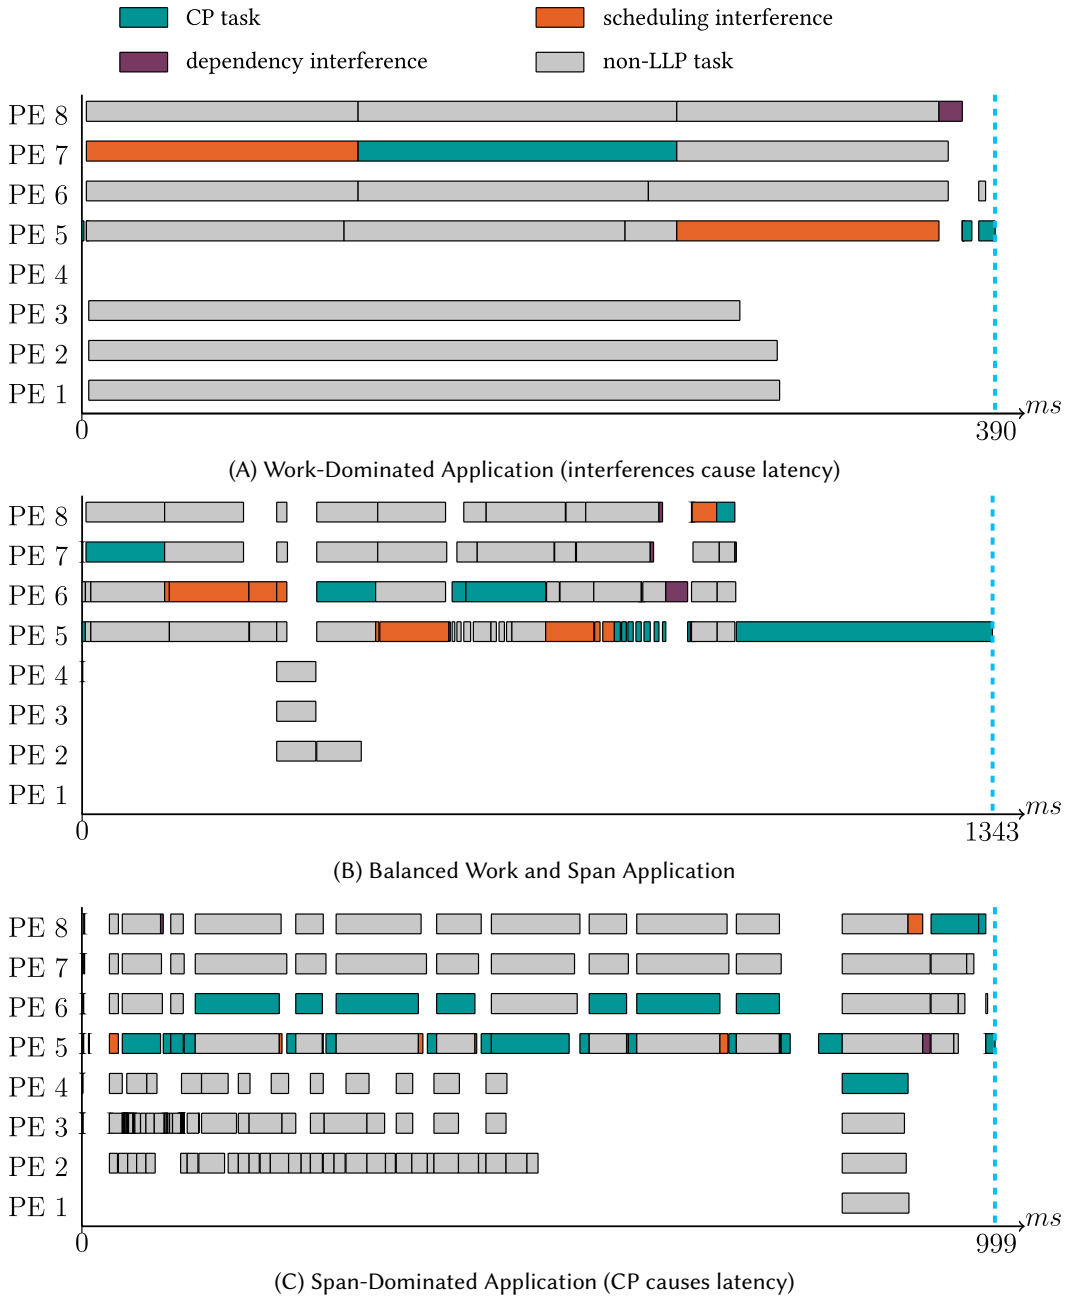 CP task
scheduling interference
dependency interference
non-LLP task
PE 8
PE 7
PE 6
PE 5
PE 4
PE 3
PE 2
PE 1
ms
0
390
(A) Work-Dominated Application (interferences cause latency)
PE 8
PE 7
PE 6
PE 5
PE 4
PE 3
PE 2
PE 1
ms
0
1343
(B) Balanced Work and Span Application
PE 8
PE 7
PE 6
PE 5
PE 4
PE 3
PE 2
PE 1
ms
0
999
(C) Span-Dominated Application (CP causes latency)